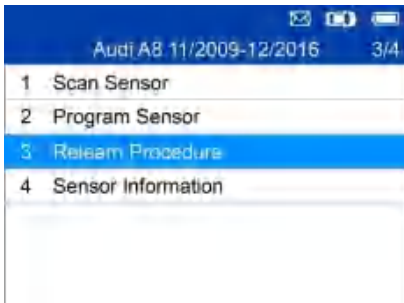 Audi A8 11/2009-12/2016 3/4
1 Scan Sensor
2 Program Sensor
3 Relearn Procedure
4 Sensor Information